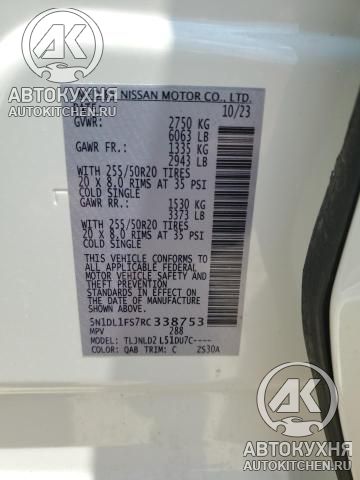 АВТОКУХНЯ
AVTOKUHNYA.RU
NISSAN MOTOR CO., LTD.
DATE 10/23
GVWR: 2750 KG
6063 LB
GAWR FR.: 1335 KG
2943 LB
WITH 255/50R20 TIRES
20 X 8.0 RIMS AT 35 PSI
COLD SINGLE
GAWR RR.: 1530 KG
3373 LB
WITH 255/50R20 TIRES
20 X 8.0 RIMS AT 35 PSI
COLD SINGLE
THIS VEHICLE CONFORMS TO ALL
APPLICABLE FEDERAL MOTOR
VEHICLE SAFETY AND
THEFT PREVENTION
STANDARDS IN EFFECT ON
THE DATE OF MANUFACTURE
SHOWN ABOVE.
5N1DL1FS7RC338753
MPV 288
MODEL: TLJNLDZ L51DU7C----
COLOR: QAB TRIM: C ZS30A
АВТОКУХНЯ
AVTOKUHNYA.RU